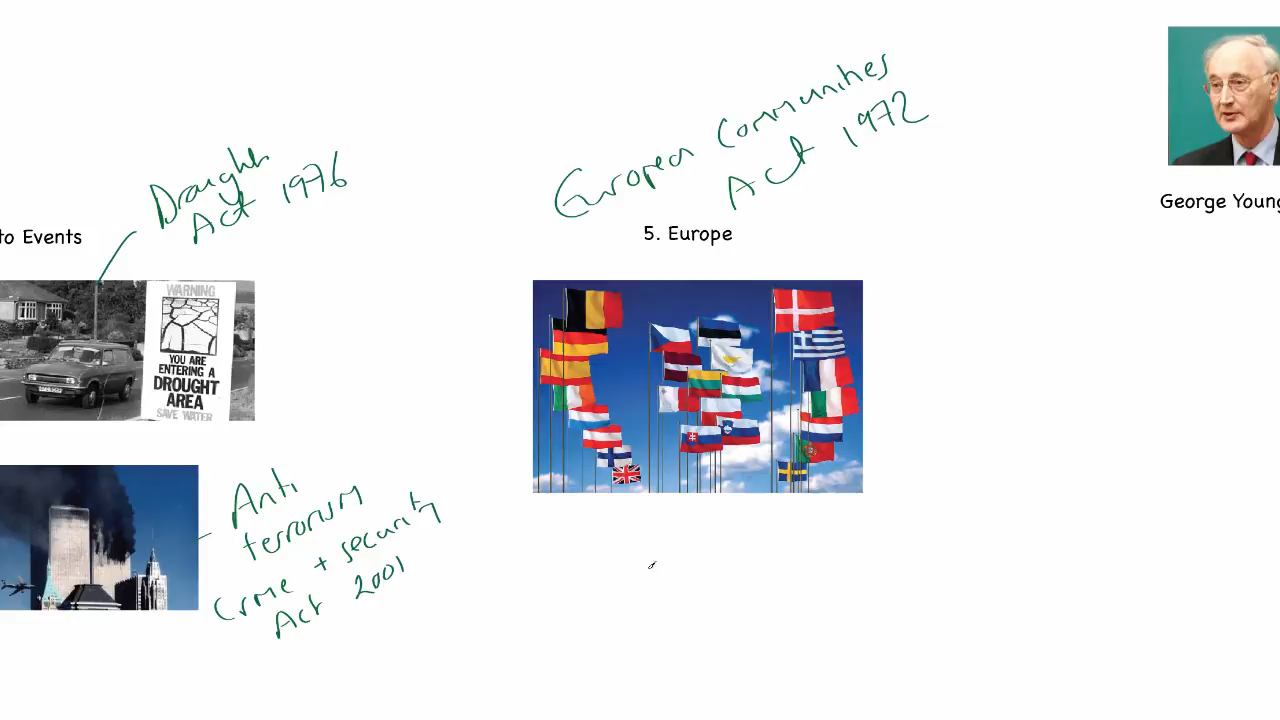 to Events
Drought
Act 1976
WARNING
YOU ARE
ENTERING A
DROUGHT
AREA
SAVE WATER
Anti
terrorism
Crime + security
Act 2001
European Communities
Act 1972
5. Europe
George Young